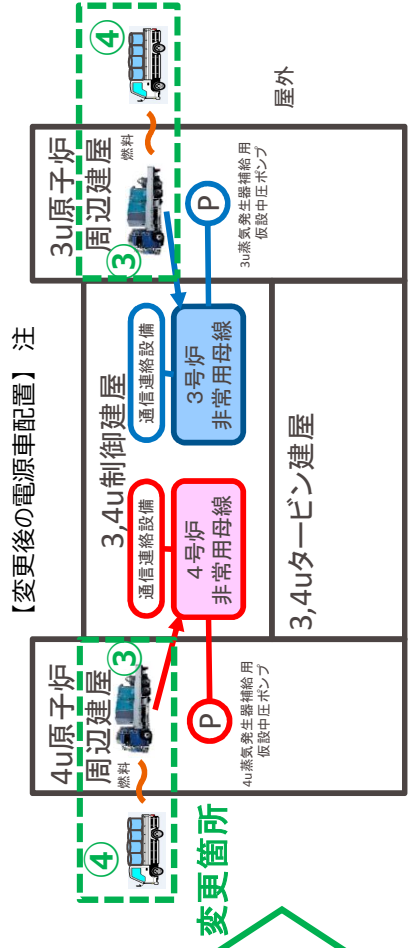 【変更後の電源車配置】 注
4u原子炉
周辺建屋
④
③
燃料
P
4u蒸気発生器補給用
仮設中圧ポンプ
3,4u制御建屋
通信連絡設備
4号炉
非常用母線
通信連絡設備
3号炉
非常用母線
3,4uタービン建屋
3u原子炉
周辺建屋
③
④
燃料
P
3u蒸気発生器補給用
仮設中圧ポンプ
屋外
変更箇所